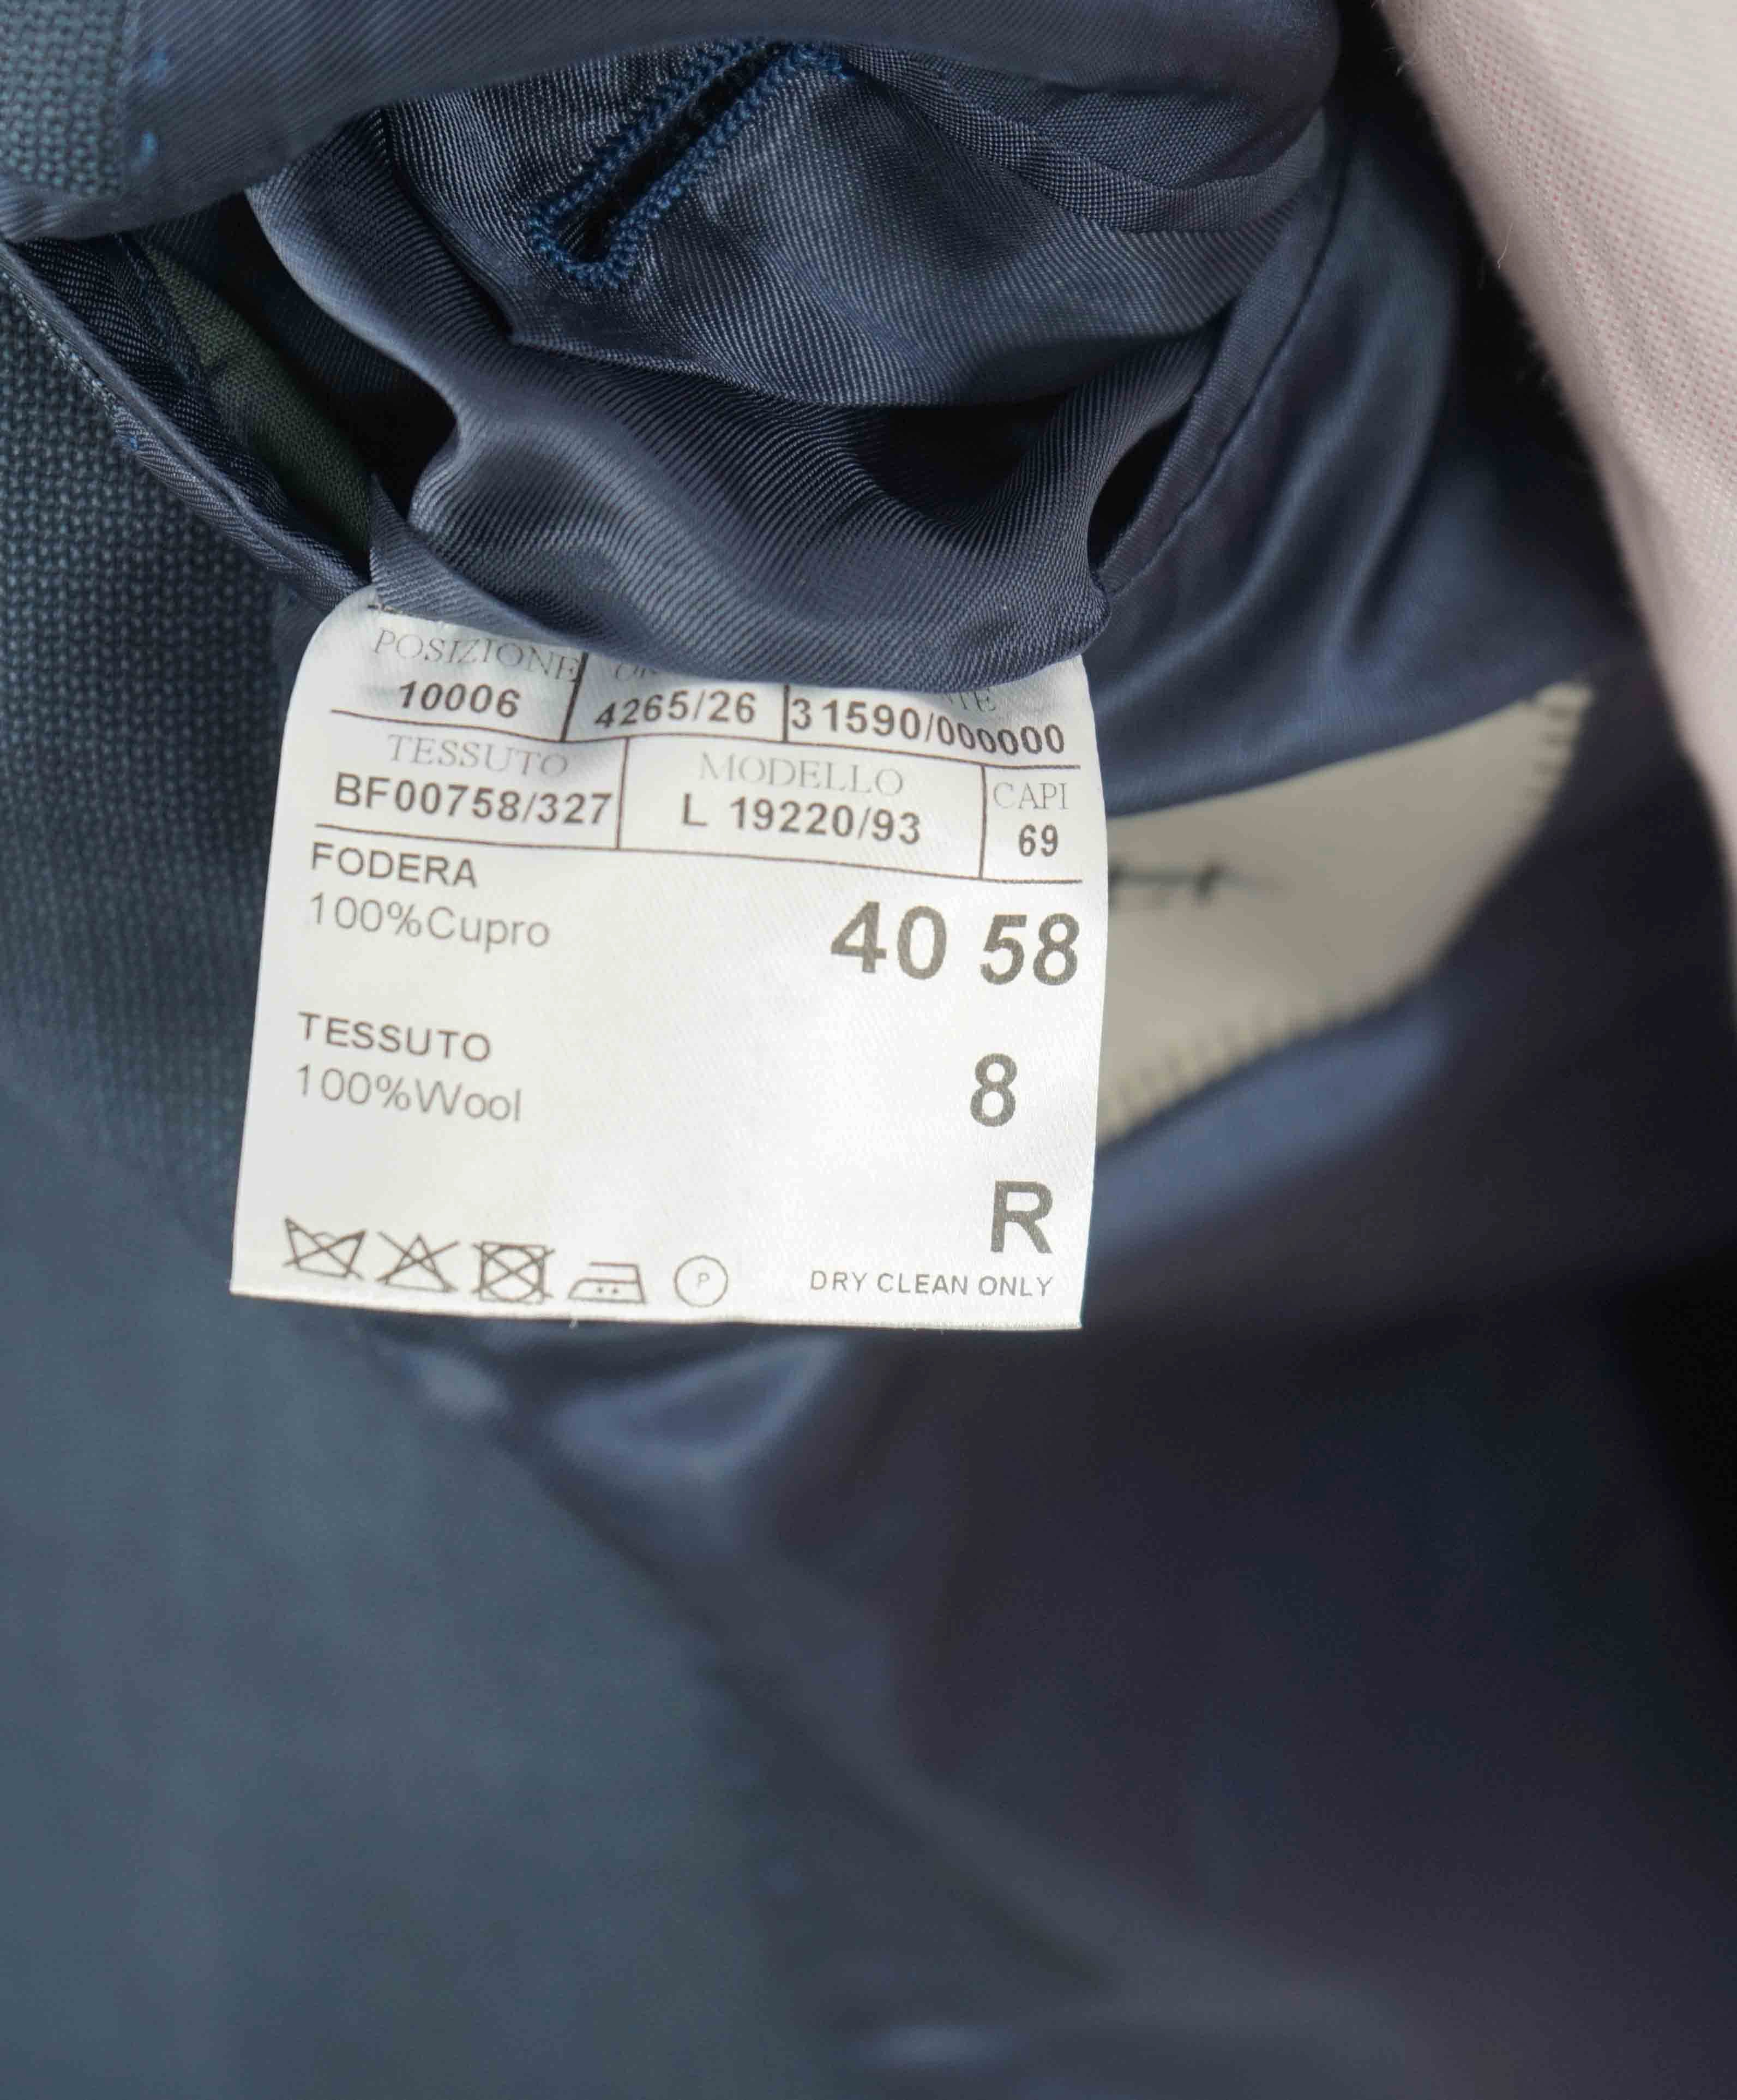 POSIZIONE
10006 4265/26 31590/000000
TESSUTO MODELLO CAPI
BF00758/327 L 19220/93 69
FODERA
100%Cupro
40 58
TESSUTO
100%Wool
8
R
P
DRY CLEAN ONLY